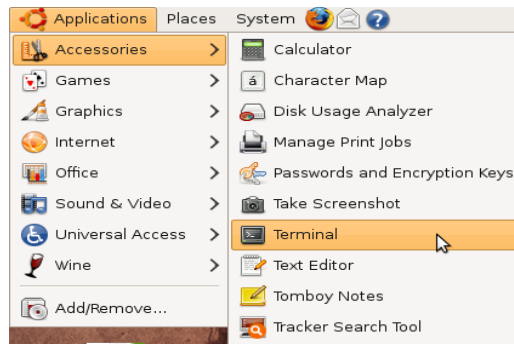 Applications Places System
Accessories
Games
Graphics
Internet
Office
Sound & Video
Universal Access
Wine
Add/Remove...
Calculator
á Character Map
Disk Usage Analyzer
Manage Print Jobs
Passwords and Encryption Keys
Take Screenshot
Terminal
Text Editor
Tomboy Notes
Tracker Search Tool